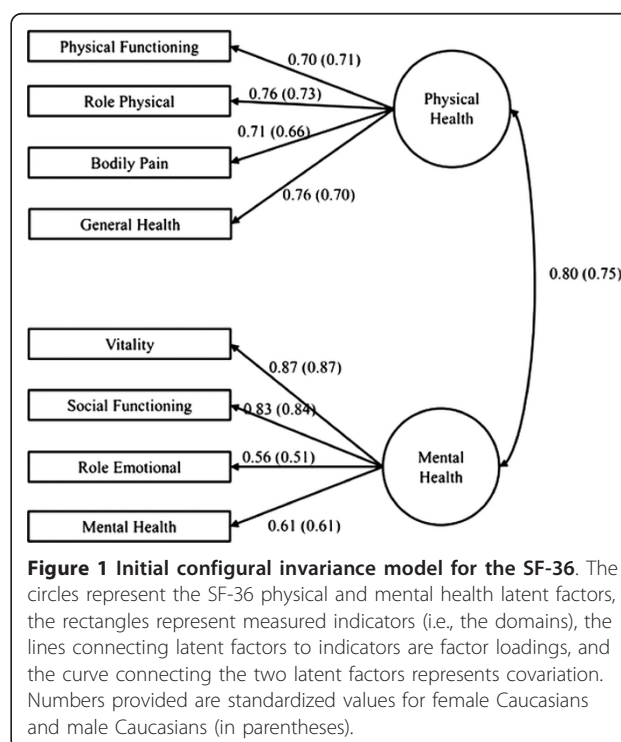 Physical Functioning
0.70 (0.71)
Role Physical
0.76 (0.73)
Physical
Health
0.71 (0.66)
Bodily Pain
0.76 (0.70)
General Health
0.80 (0.75)
Vitality
0.87 (0.87)
Social Functioning
0.83 (0.84)
Role Emotional
0.56 (0.51)
Mental
Health
Mental Health
0.61 (0.61)
Figure 1 Initial configural invariance model for the SF-36. The
circles represent the SF-36 physical and mental health latent factors,
the rectangles represent measured indicators (i.e., the domains), the
lines connecting latent factors to indicators are factor loadings, and
the curve connecting the two latent factors represents covariation.
Numbers provided are standardized values for female Caucasians
and male Caucasians (in parentheses).